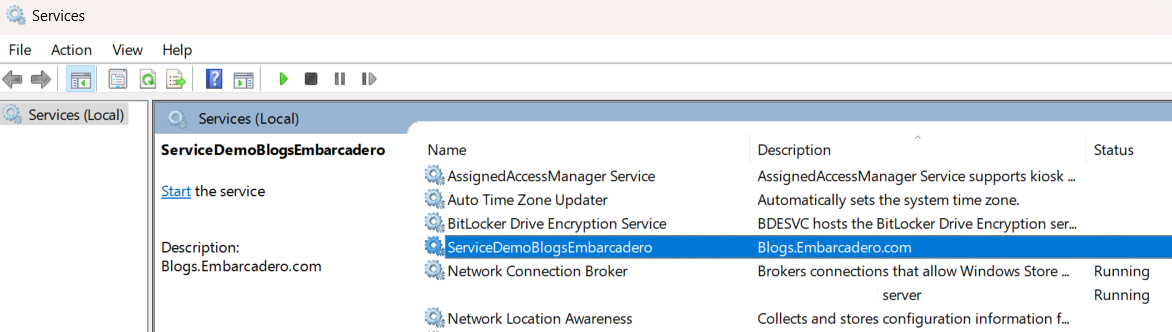 Services
File Action View Help
Services (Local)
Services (Local)
ServiceDemoBlogsEmbarcadero
Start the service
Description:
Blogs.Embarcadero.com
Name Description Status
AssignedAccessManager Service AssignedAccessManager Service supports kiosk ...
Auto Time Zone Updater Automatically sets the system time zone.
BitLocker Drive Encryption Service BDESVC hosts the BitLocker Drive Encryption ser...
ServiceDemoBlogsEmbarcadero Blogs.Embarcadero.com
Network Connection Broker Brokers connections that allow Windows Store ... Running
server Running
Network Location Awareness Collects and stores configuration information f...